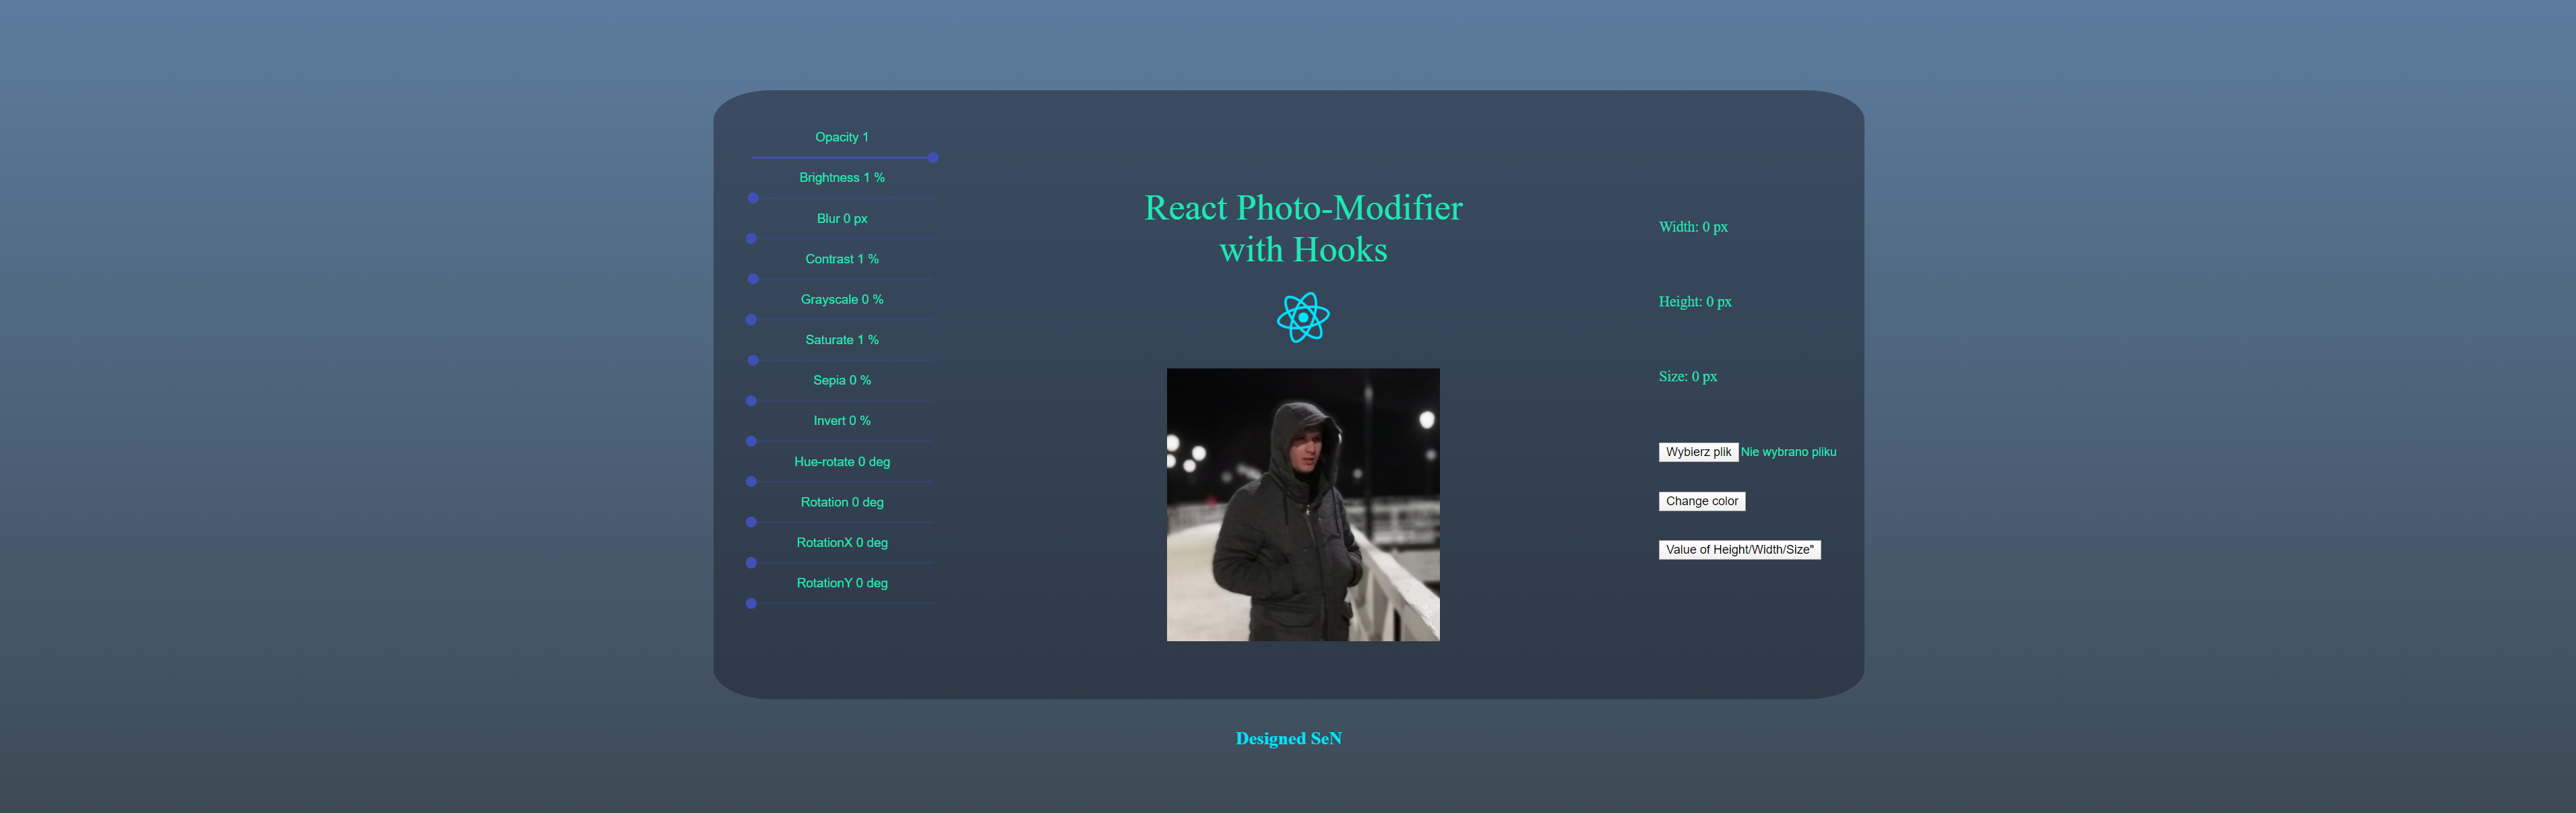 Opacity 1
Brightness 1 %
Blur 0 px
Contrast 1 %
Grayscale 0 %
Saturate 1 %
Sepia 0 %
Invert 0 %
Hue-rotate 0 deg
Rotation 0 deg
RotationX 0 deg
RotationY 0 deg
React Photo-Modifier
with Hooks
Width: 0 px
Height: 0 px
Size: 0 px
Wybierz plik Nie wybrano pliku
Change color
Value of Height/Width/Size"
Designed SeN